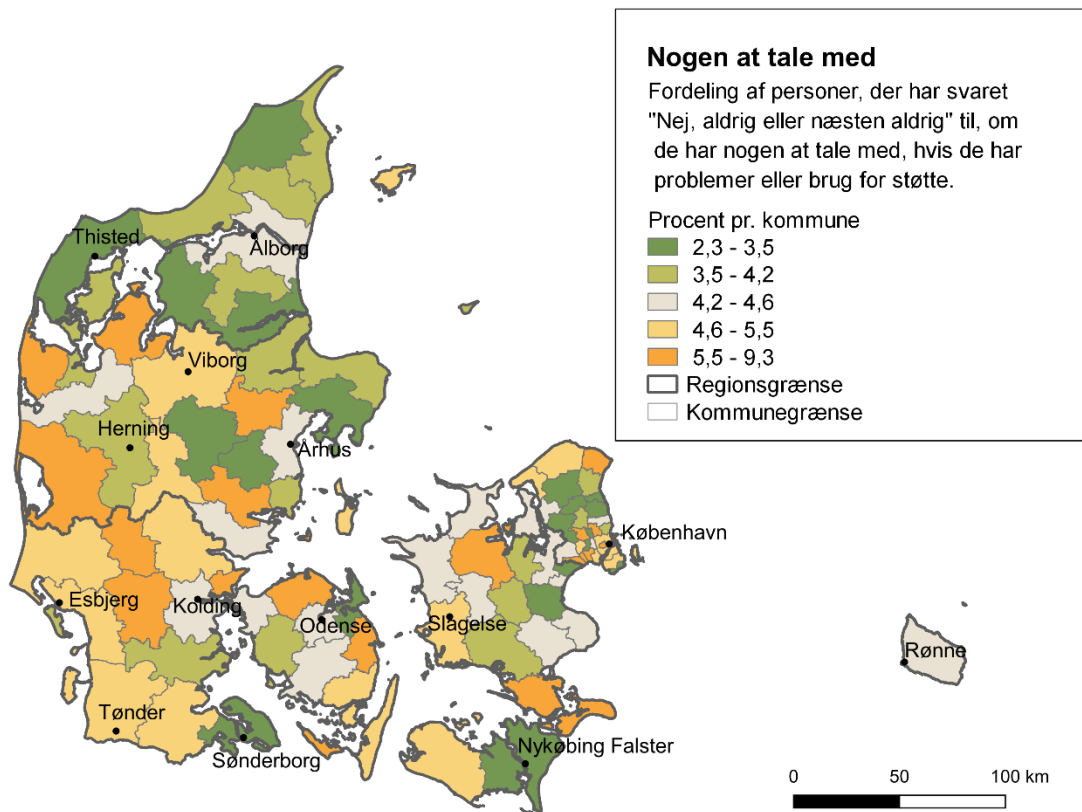 Nogen at tale med
Fordeling af personer, der har svaret
"Nej, aldrig eller næsten aldrig" til, om
de har nogen at tale med, hvis de har
problemer eller brug for støtte.
Procent pr. kommune
2,3 - 3,5
3,5 - 4,2
4,2 - 4,6
4,6 - 5,5
5,5 - 9,3
Regionsgrænse
Kommunegrænse
Thisted
Ålborg
Viborg
Herning
Århus
København
Esbjerg
Kolding
Odense
Slagelse
Rønne
Tønder
Sønderborg
Nykøbing Falster
0 50 100 km